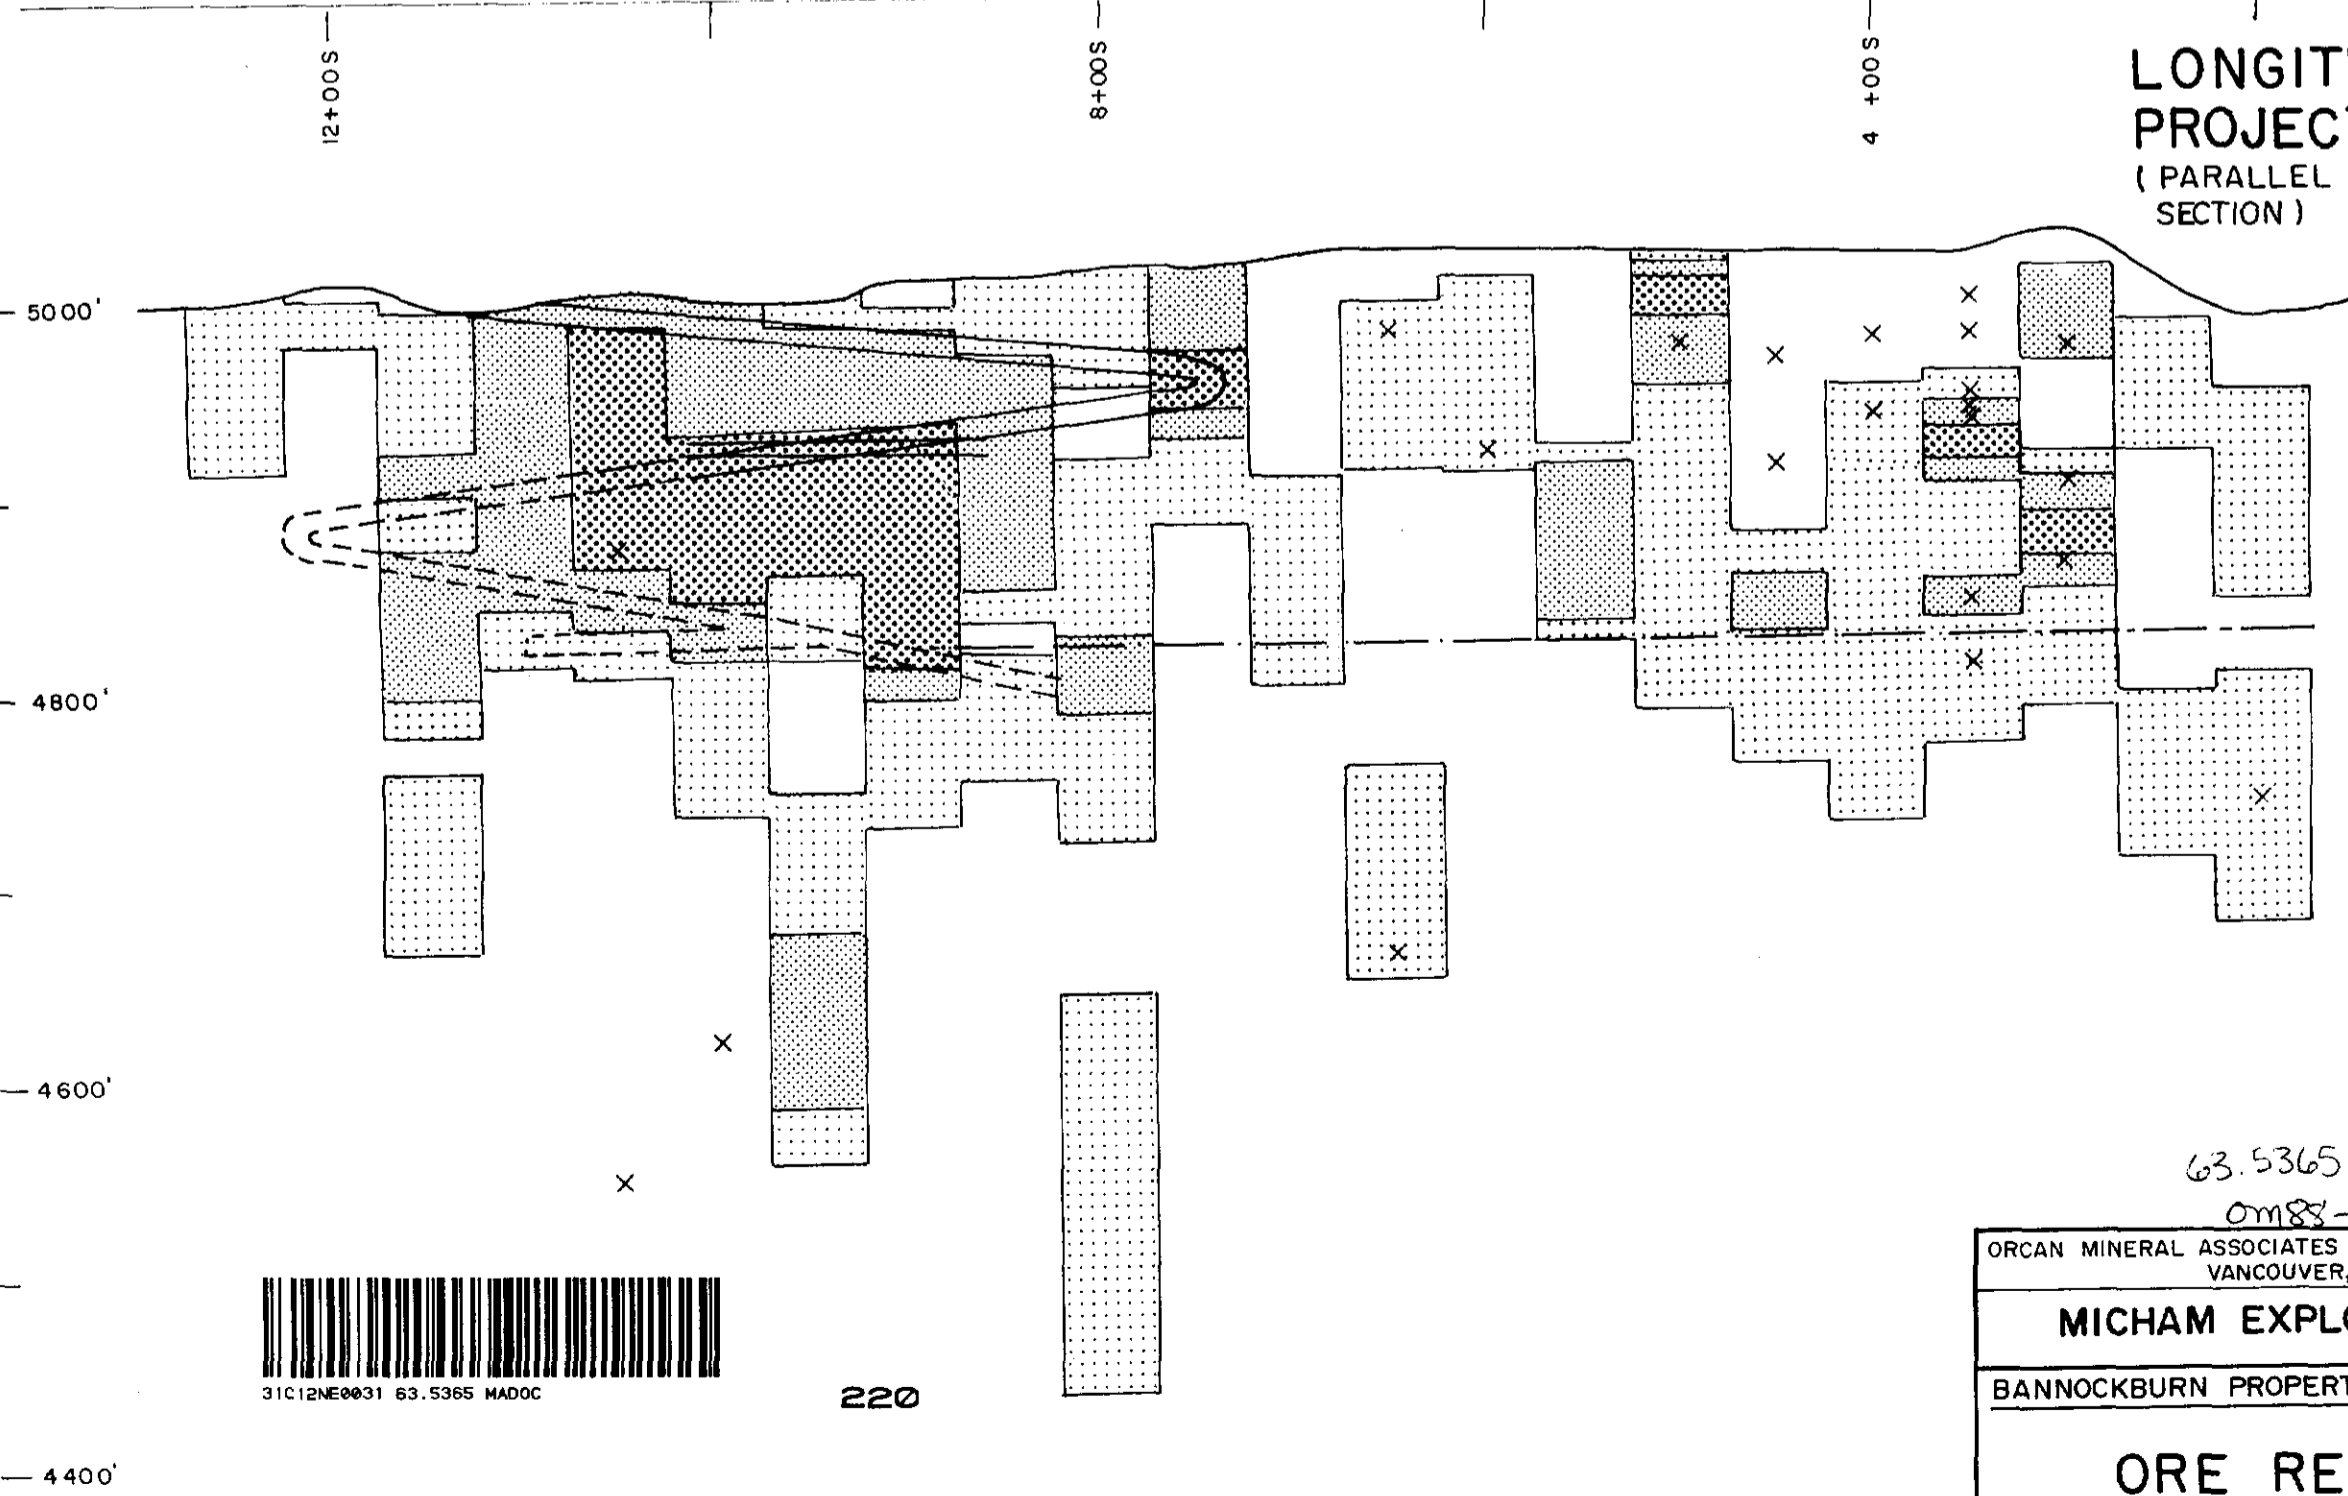 12+00S
8+00S
4+00S
LONGIT
PROJEC
( PARALLEL
SECTION )
5000'
4800'
4600'
4400'
63.5365
OM88-
ORCAN MINERAL ASSOCIATES
VANCOUVER,
MICHAM EXPLO
BANNOCKBURN PROPERT
ORE RE
31C12NE0031 63.5365 MADOC
220